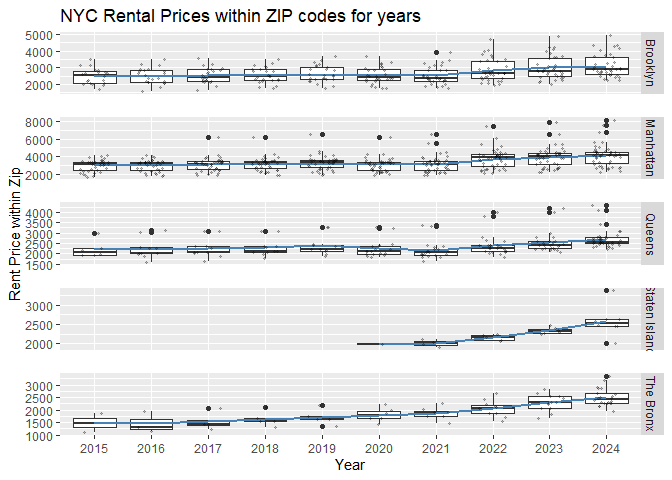 NYC Rental Prices within ZIP codes for years
Rent Price within Zip
5000
4000
3000
2000
Brooklyn
8000
6000
4000
2000
Manhattan
4000
3500
3000
2500
2000
1500
Queens
3000
2500
2000
Staten Island
3000
2500
2000
1500
1000
The Bronx
2015 2016 2017 2018 2019 2020 2021 2022 2023 2024
Year